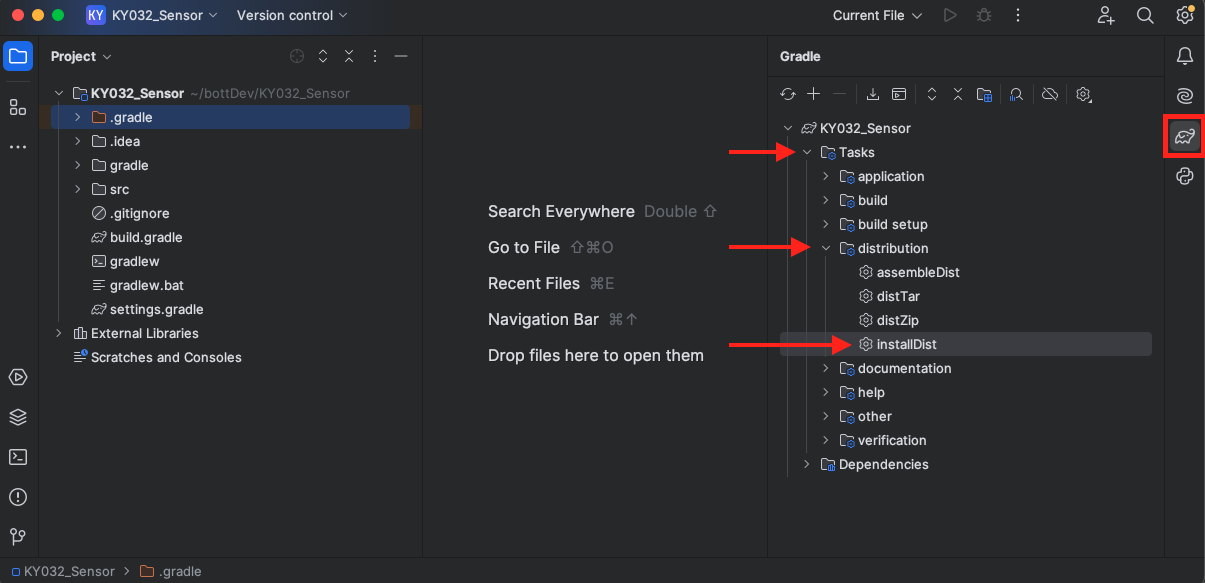 KY KY032_Sensor Version control Current File
Project
KY032_Sensor ~/bottDev/KY032_Sensor
.gradle
.idea
gradle
src
.gitignore
build.gradle
gradlew
gradlew.bat
settings.gradle
External Libraries
Scratches and Consoles
Search Everywhere Double ⇧
Go to File ⇧⌘O
Recent Files ⌘E
Navigation Bar ⌘↑
Drop files here to open them
Gradle
KY032_Sensor
Tasks
application
build
build setup
distribution
assembleDist
distTar
distZip
installDist
documentation
help
other
verification
Dependencies
KY032_Sensor > .gradle